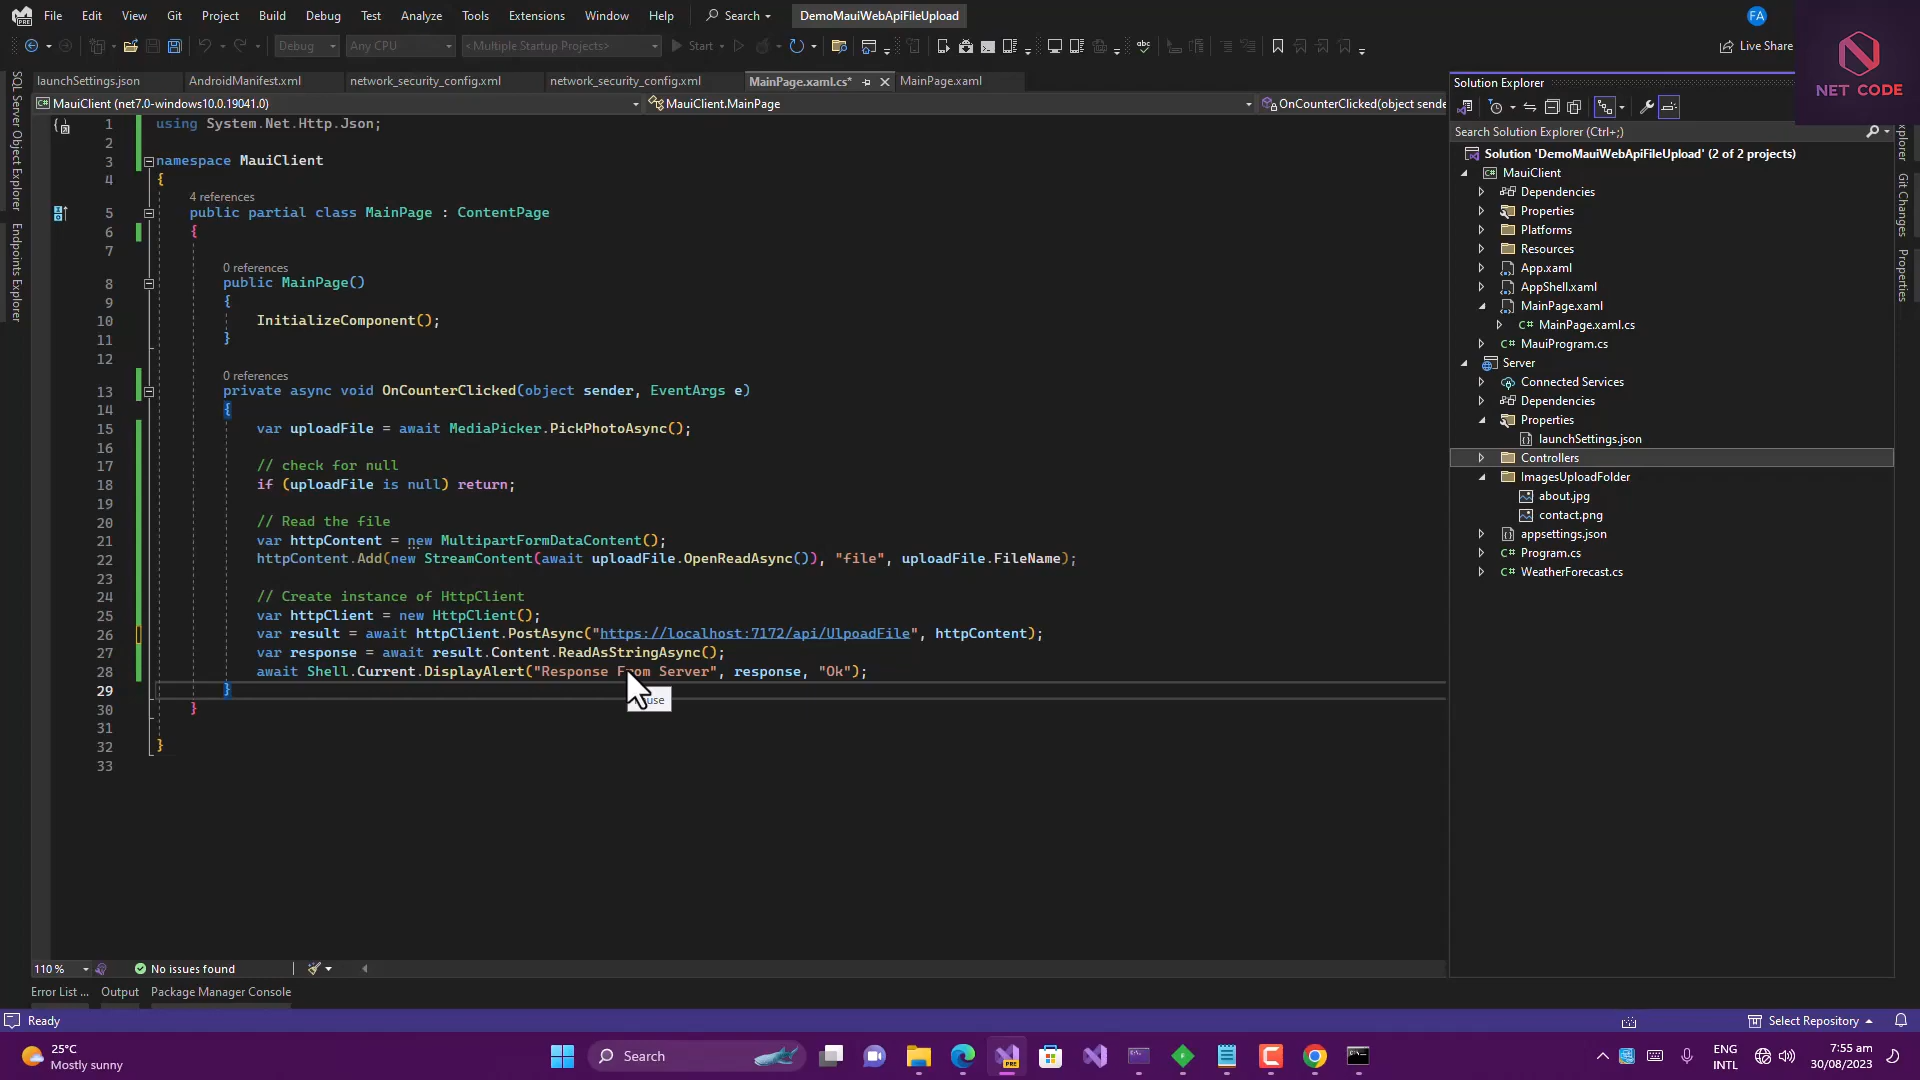 File Edit View Git Project Build Debug Test Analyze Tools Extensions Window Help Search DemoMauiWebApiFileUpload FA
Debug Any CPU <Multiple Startup Projects> Start Live Share
NET CODE
launchSettings.json AndroidManifest.xml network_security_config.xml network_security_config.xml MainPage.xaml.cs* MainPage.xaml
MauiClient (net7.0-windows10.0.19041.0) MauiClient.MainPage OnCounterClicked(object sende
SQL Server Object Explorer
Endpoints Explorer
1 using System.Net.Http.Json;
2
3 namespace MauiClient
4 {
4 references
5 public partial class MainPage : ContentPage
6 {
7
0 references
8 public MainPage()
9 {
10 InitializeComponent();
11 }
12
0 references
13 private async void OnCounterClicked(object sender, EventArgs e)
14 {
15 var uploadFile = await MediaPicker.PickPhotoAsync();
16
17 // check for null
18 if (uploadFile is null) return;
19
20 // Read the file
21 var httpContent = new MultipartFormDataContent();
22 httpContent.Add(new StreamContent(await uploadFile.OpenReadAsync()), "file", uploadFile.FileName);
23
24 // Create instance of HttpClient
25 var httpClient = new HttpClient();
26 var result = await httpClient.PostAsync("https://localhost:7172/api/UlpoadFile", httpContent);
27 var response = await result.Content.ReadAsStringAsync();
28 await Shell.Current.DisplayAlert("Response From Server", response, "Ok");
29 }
30 }
31
32 }
33
Solution Explorer
Search Solution Explorer (Ctrl+;)
Solution 'DemoMauiWebApiFileUpload' (2 of 2 projects)
MauiClient
Dependencies
Properties
Platforms
Resources
App.xaml
AppShell.xaml
MainPage.xaml
C# MainPage.xaml.cs
C# MauiProgram.cs
Server
Connected Services
Dependencies
Properties
launchSettings.json
Controllers
ImagesUploadFolder
about.jpg
contact.png
appsettings.json
C# Program.cs
C# WeatherForecast.cs
Git Changes
Properties
110 % No issues found
Error List ... Output Package Manager Console
Ready Select Repository
25°C
Mostly sunny
Search
ENG
INTL
7:55 am
30/08/2023